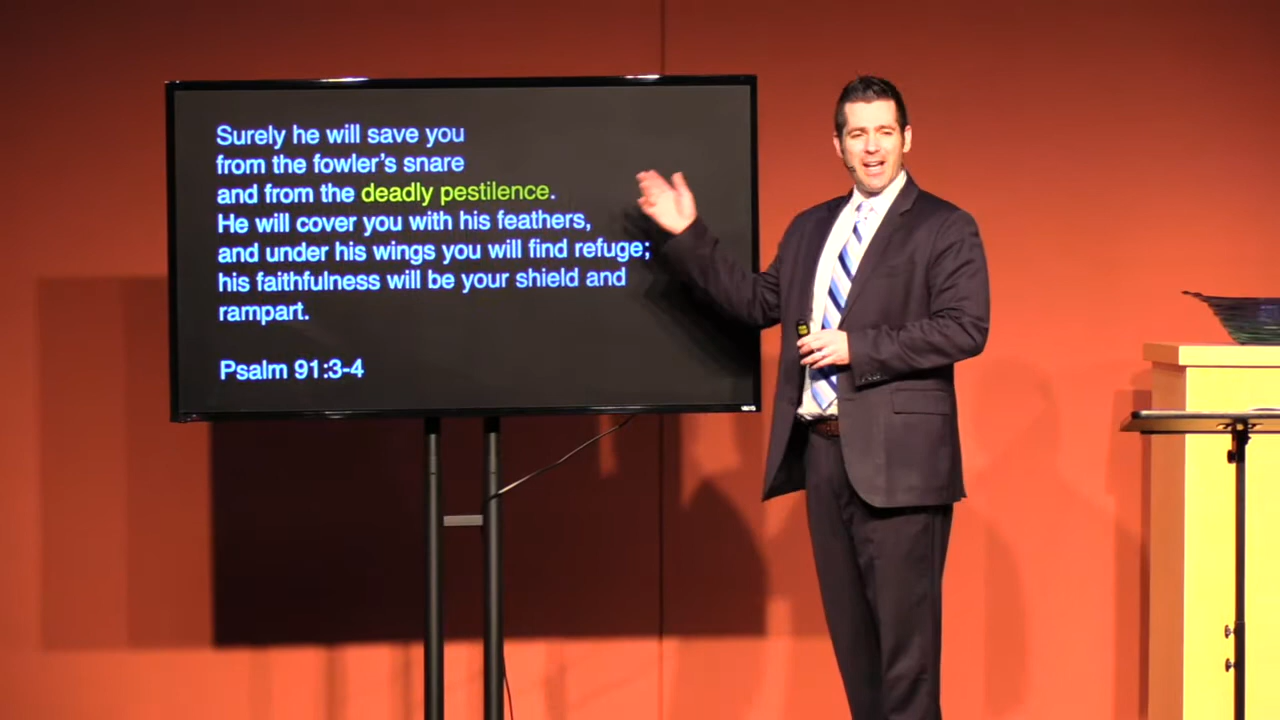 Surely he will save you
from the fowler’s snare
and from the deadly pestilence.
He will cover you with his feathers,
and under his wings you will find refuge;
his faithfulness will be your shield and
rampart.
Psalm 91:3-4
VIZIO